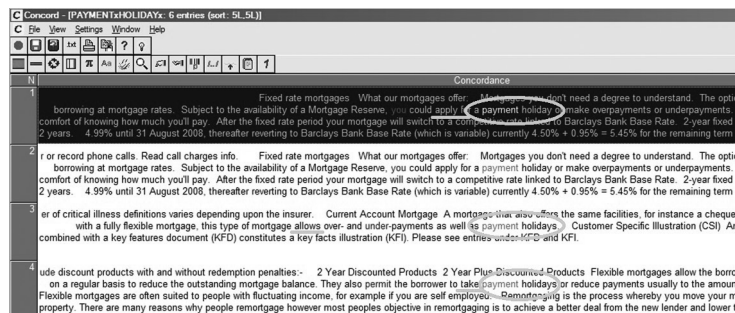 Concord - [PAYMENTxHOLIDAYx: 6 entries (sort: 5L,5L)]
File View Settings Window Help
.txt ? Aa
N Concordance
1 Fixed rate mortgages What our mortgages offer: Mortgages you don't need a degree to understand. The optio
borrowing at mortgage rates. Subject to the availability of a Mortgage Reserve, you could apply for a payment holiday or make overpayments or underpayments.
comfort of knowing how much you'll pay. After the fixed rate period your mortgage will switch to a competitive rate linked to Barclays Bank Base Rate. 2-year fixed
2 years. 4.99% until 31 August 2008, thereafter reverting to Barclays Bank Base Rate (which is variable) currently 4.50% + 0.95% = 5.45% for the remaining term
2 r or record phone calls. Read call charges info. Fixed rate mortgages What our mortgages offer: Mortgages you don't need a degree to understand. The optio
borrowing at mortgage rates. Subject to the availability of a Mortgage Reserve, you could apply for a payment holiday or make overpayments or underpayments.
comfort of knowing how much you'll pay. After the fixed rate period your mortgage will switch to a competitive rate linked to Barclays Bank Base Rate. 2-year fixed
2 years. 4.99% until 31 August 2008, thereafter reverting to Barclays Bank Base Rate (which is variable) currently 4.50% + 0.95% = 5.45% for the remaining term
3 er of critical illness definitions varies depending upon the insurer. Current Account Mortgage A mortgage that also offers the same facilities, for instance a cheque
with a fully flexible mortgage, this type of mortgage allows over- and under-payments as well as payment holidays. Customer Specific Illustration (CSI) An
combined with a key features document (KFD) constitutes a key facts illustration (KFI). Please see entries under KFD and KFI.
4 ude discount products with and without redemption penalties:- 2 Year Discounted Products 2 Year Plus Discounted Products Flexible mortgages allow the borro
on a regular basis to reduce the outstanding mortgage balance. They also permit the borrower to take payment holidays or reduce payments usually to the amoun
Flexible mortgages are often suited to people with fluctuating income, for example if you are self employed. Remortgaging is the process whereby you move your m
property. There are many reasons why people remortgage however most peoples objective in remortgaging is to achieve a better deal from the new lender and lower t